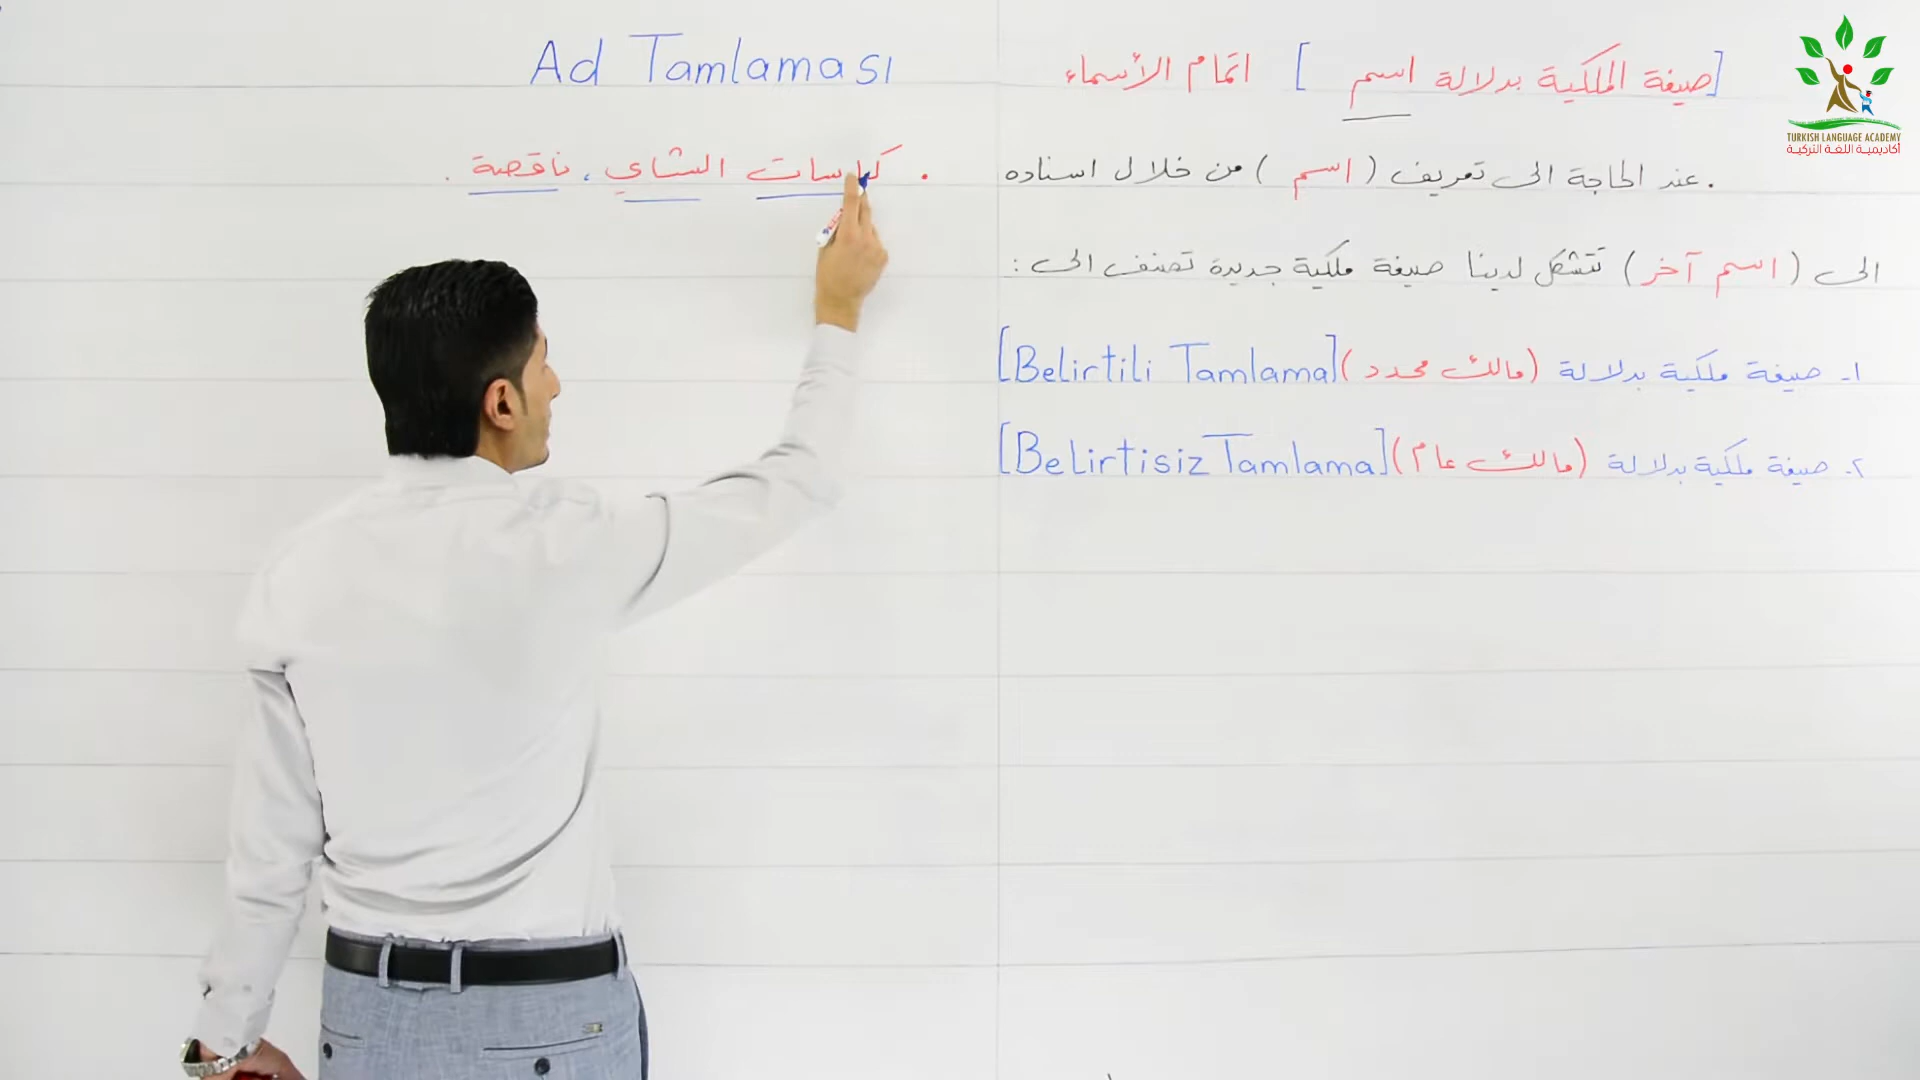 Ad Tamlaması
اتمام الأسماء [صيغة الملكية بدلالة اسم]
. عند الحاجة الى تعريف (اسم) من خلال اسناده
الى (اسم آخر) تتشكل لدينا صيغة ملكية جديدة تصنف الى :
١- صيغة ملكية بدلالة (مالك محدد) [Belirtili Tamlama]
٢- صيغة ملكية بدلالة (مالك عام) [Belirtisiz Tamlama]
. كاسات الشاي ، ناقصة .
TURKISH LANGUAGE ACADEMY
أكاديمية اللغة التركية